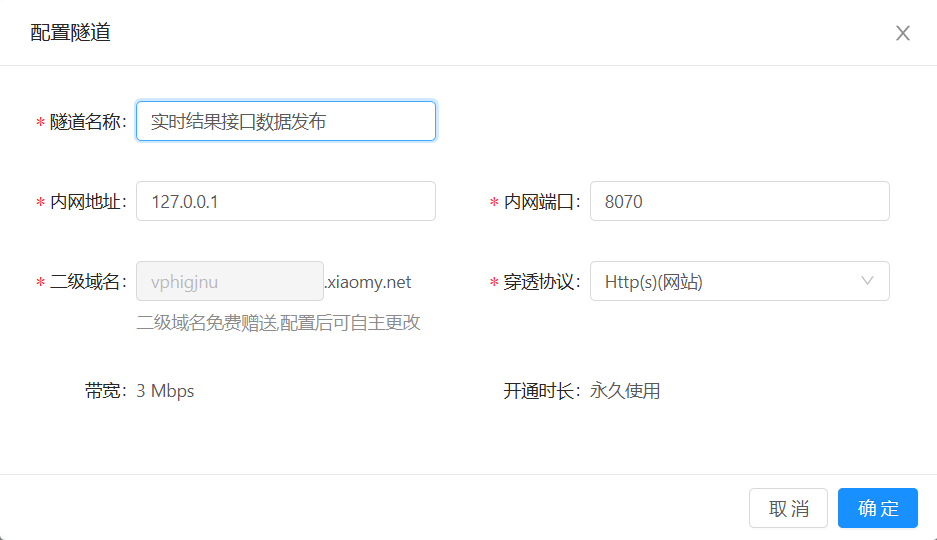 配置隧道
* 隧道名称: 实时结果接口数据发布
* 内网地址: 127.0.0.1 * 内网端口: 8070
* 二级域名: vphigjnu .xiaomy.net * 穿透协议: Http(s)(网站)
二级域名免费赠送,配置后可自主更改
带宽: 3 Mbps 开通时长: 永久使用
取消 确定